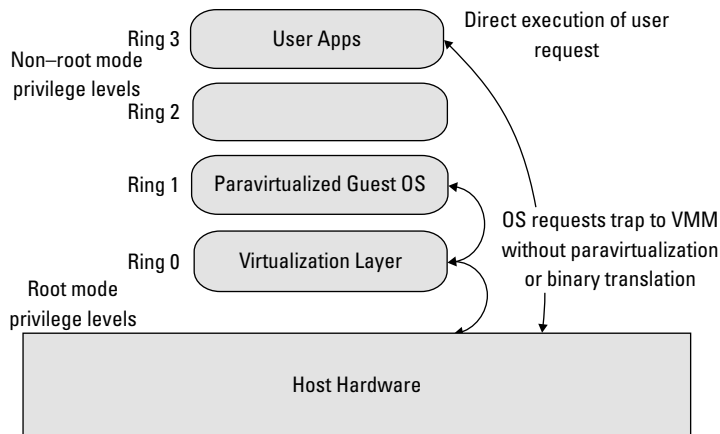 Ring 3
User Apps
Direct execution of user
request
Non–root mode
privilege levels
Ring 2
Ring 1
Paravirtualized Guest OS
OS requests trap to VMM
without paravirtualization
or binary translation
Ring 0
Virtualization Layer
Root mode
privilege levels
Host Hardware